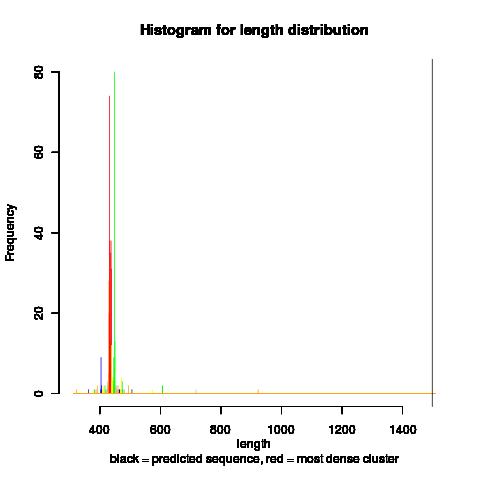 Histogram for length distribution
80
60
40
20
0
Frequency
400 600 800 1000 1200 1400
length
black = predicted sequence, red = most dense cluster